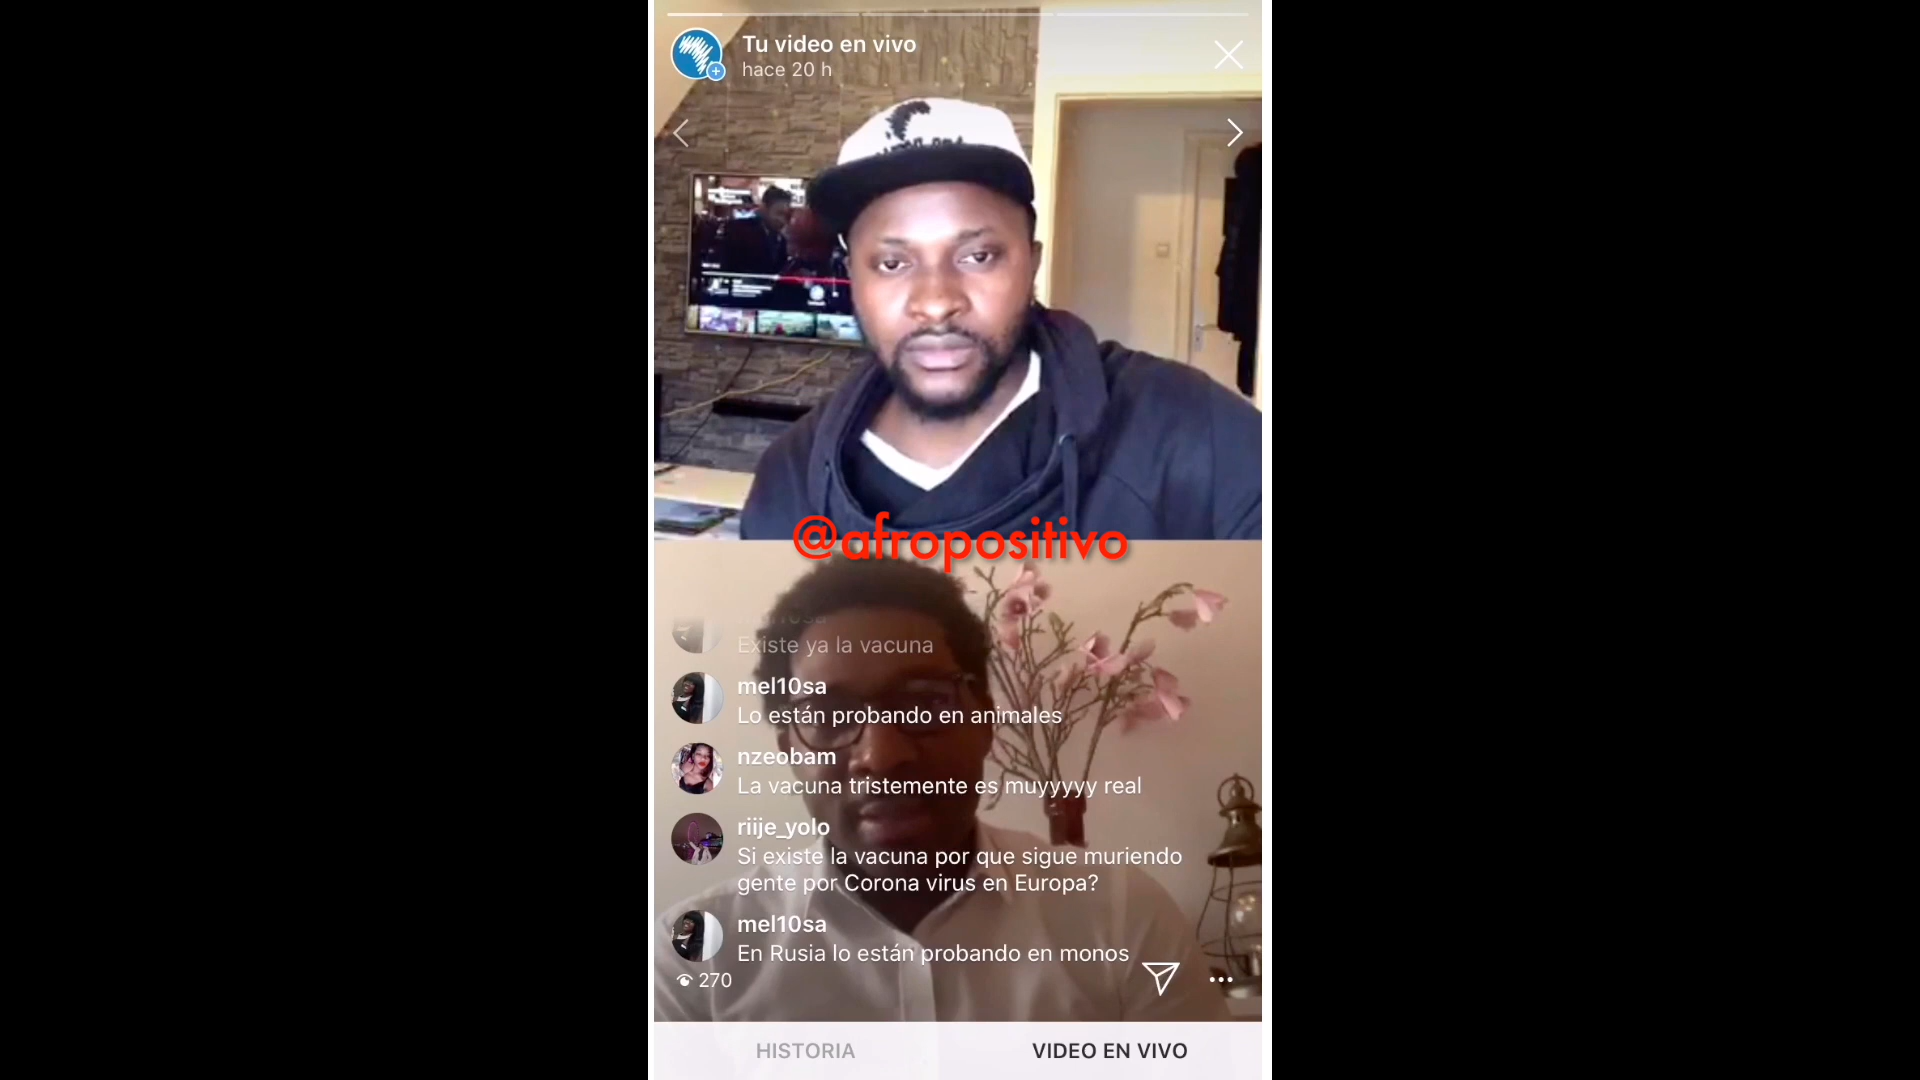 Tu video en vivo
hace 20 h
@afropositivo
Existe ya la vacuna
mel10sa
Lo están probando en animales
nzeobam
La vacuna tristemente es muyyyyy real
riije_yolo
Si existe la vacuna por que sigue muriendo
gente por Corona virus en Europa?
mel10sa
En Rusia lo están probando en monos
270
HISTORIA
VIDEO EN VIVO